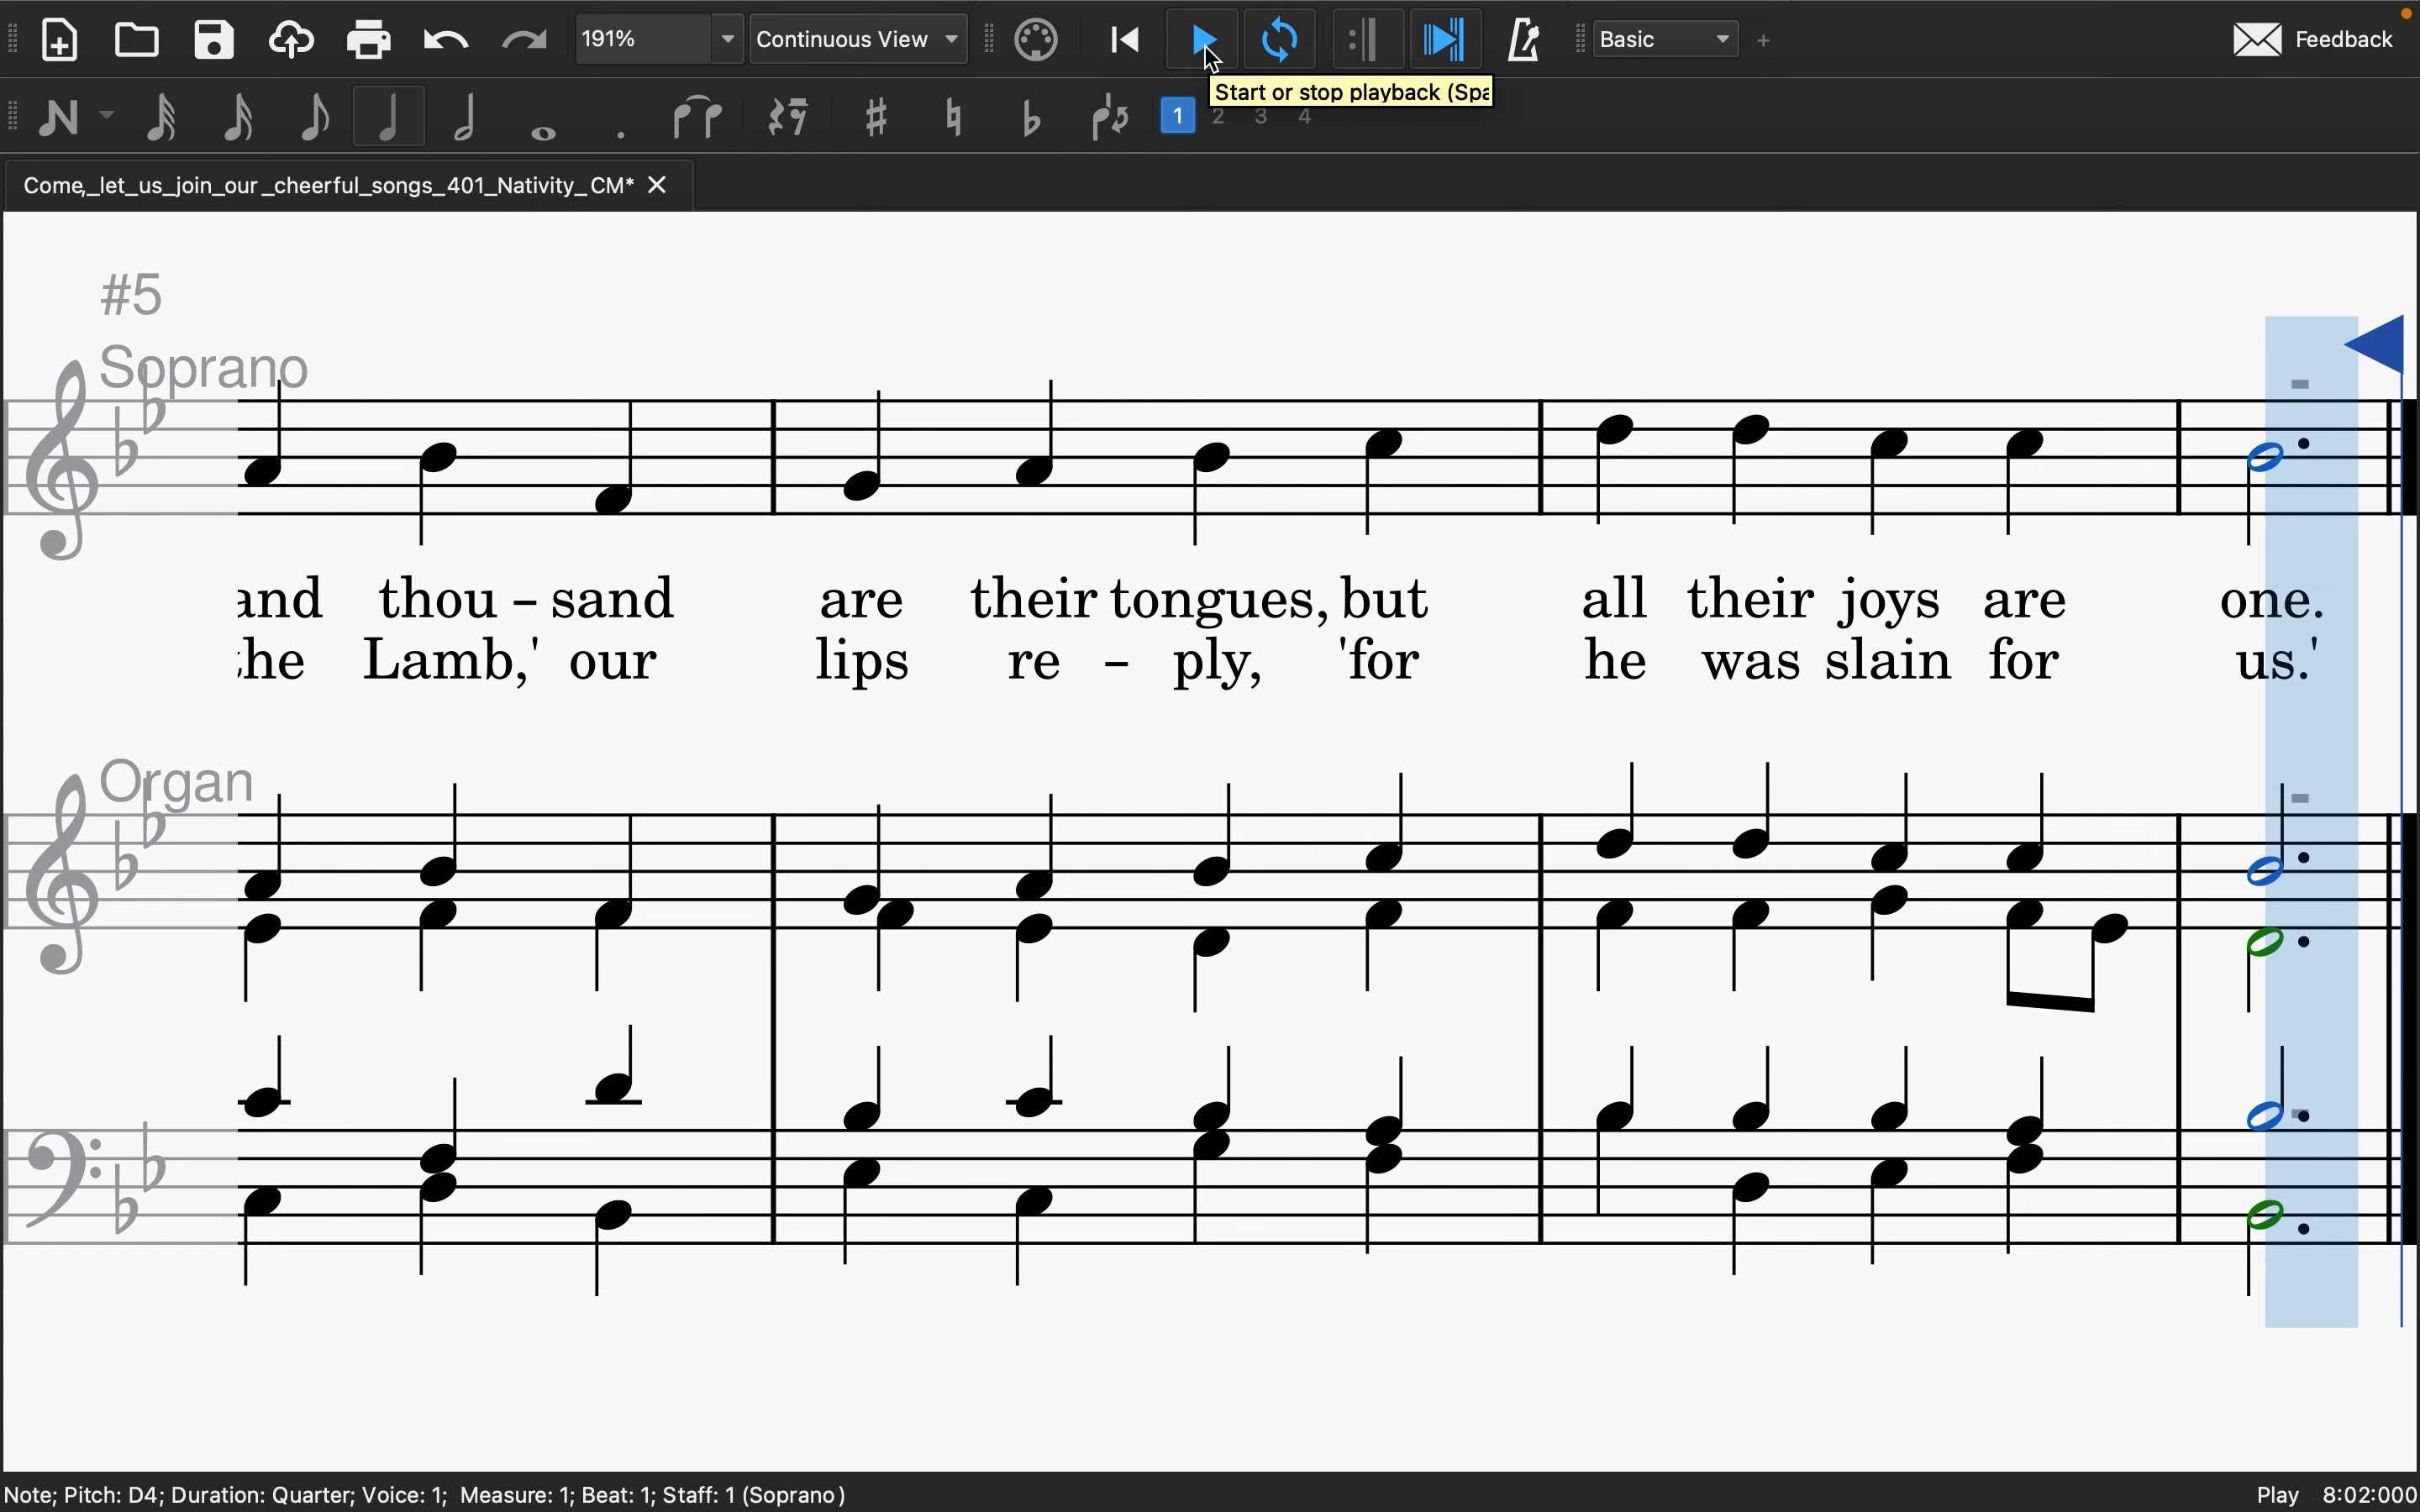 191%
Continuous View
Basic
+
Feedback
Start or stop playback (Spa
N
1 2 3 4
Come,_let_us_join_our_cheerful_songs_401_Nativity_CM*
#5
Soprano
and thou – sand are their tongues, but all their joys are one.
the Lamb,' our lips re – ply, 'for he was slain for us.'
Organ
Note; Pitch: D4; Duration: Quarter; Voice: 1; Measure: 1; Beat: 1; Staff: 1 (Soprano)
Play 8:02:000